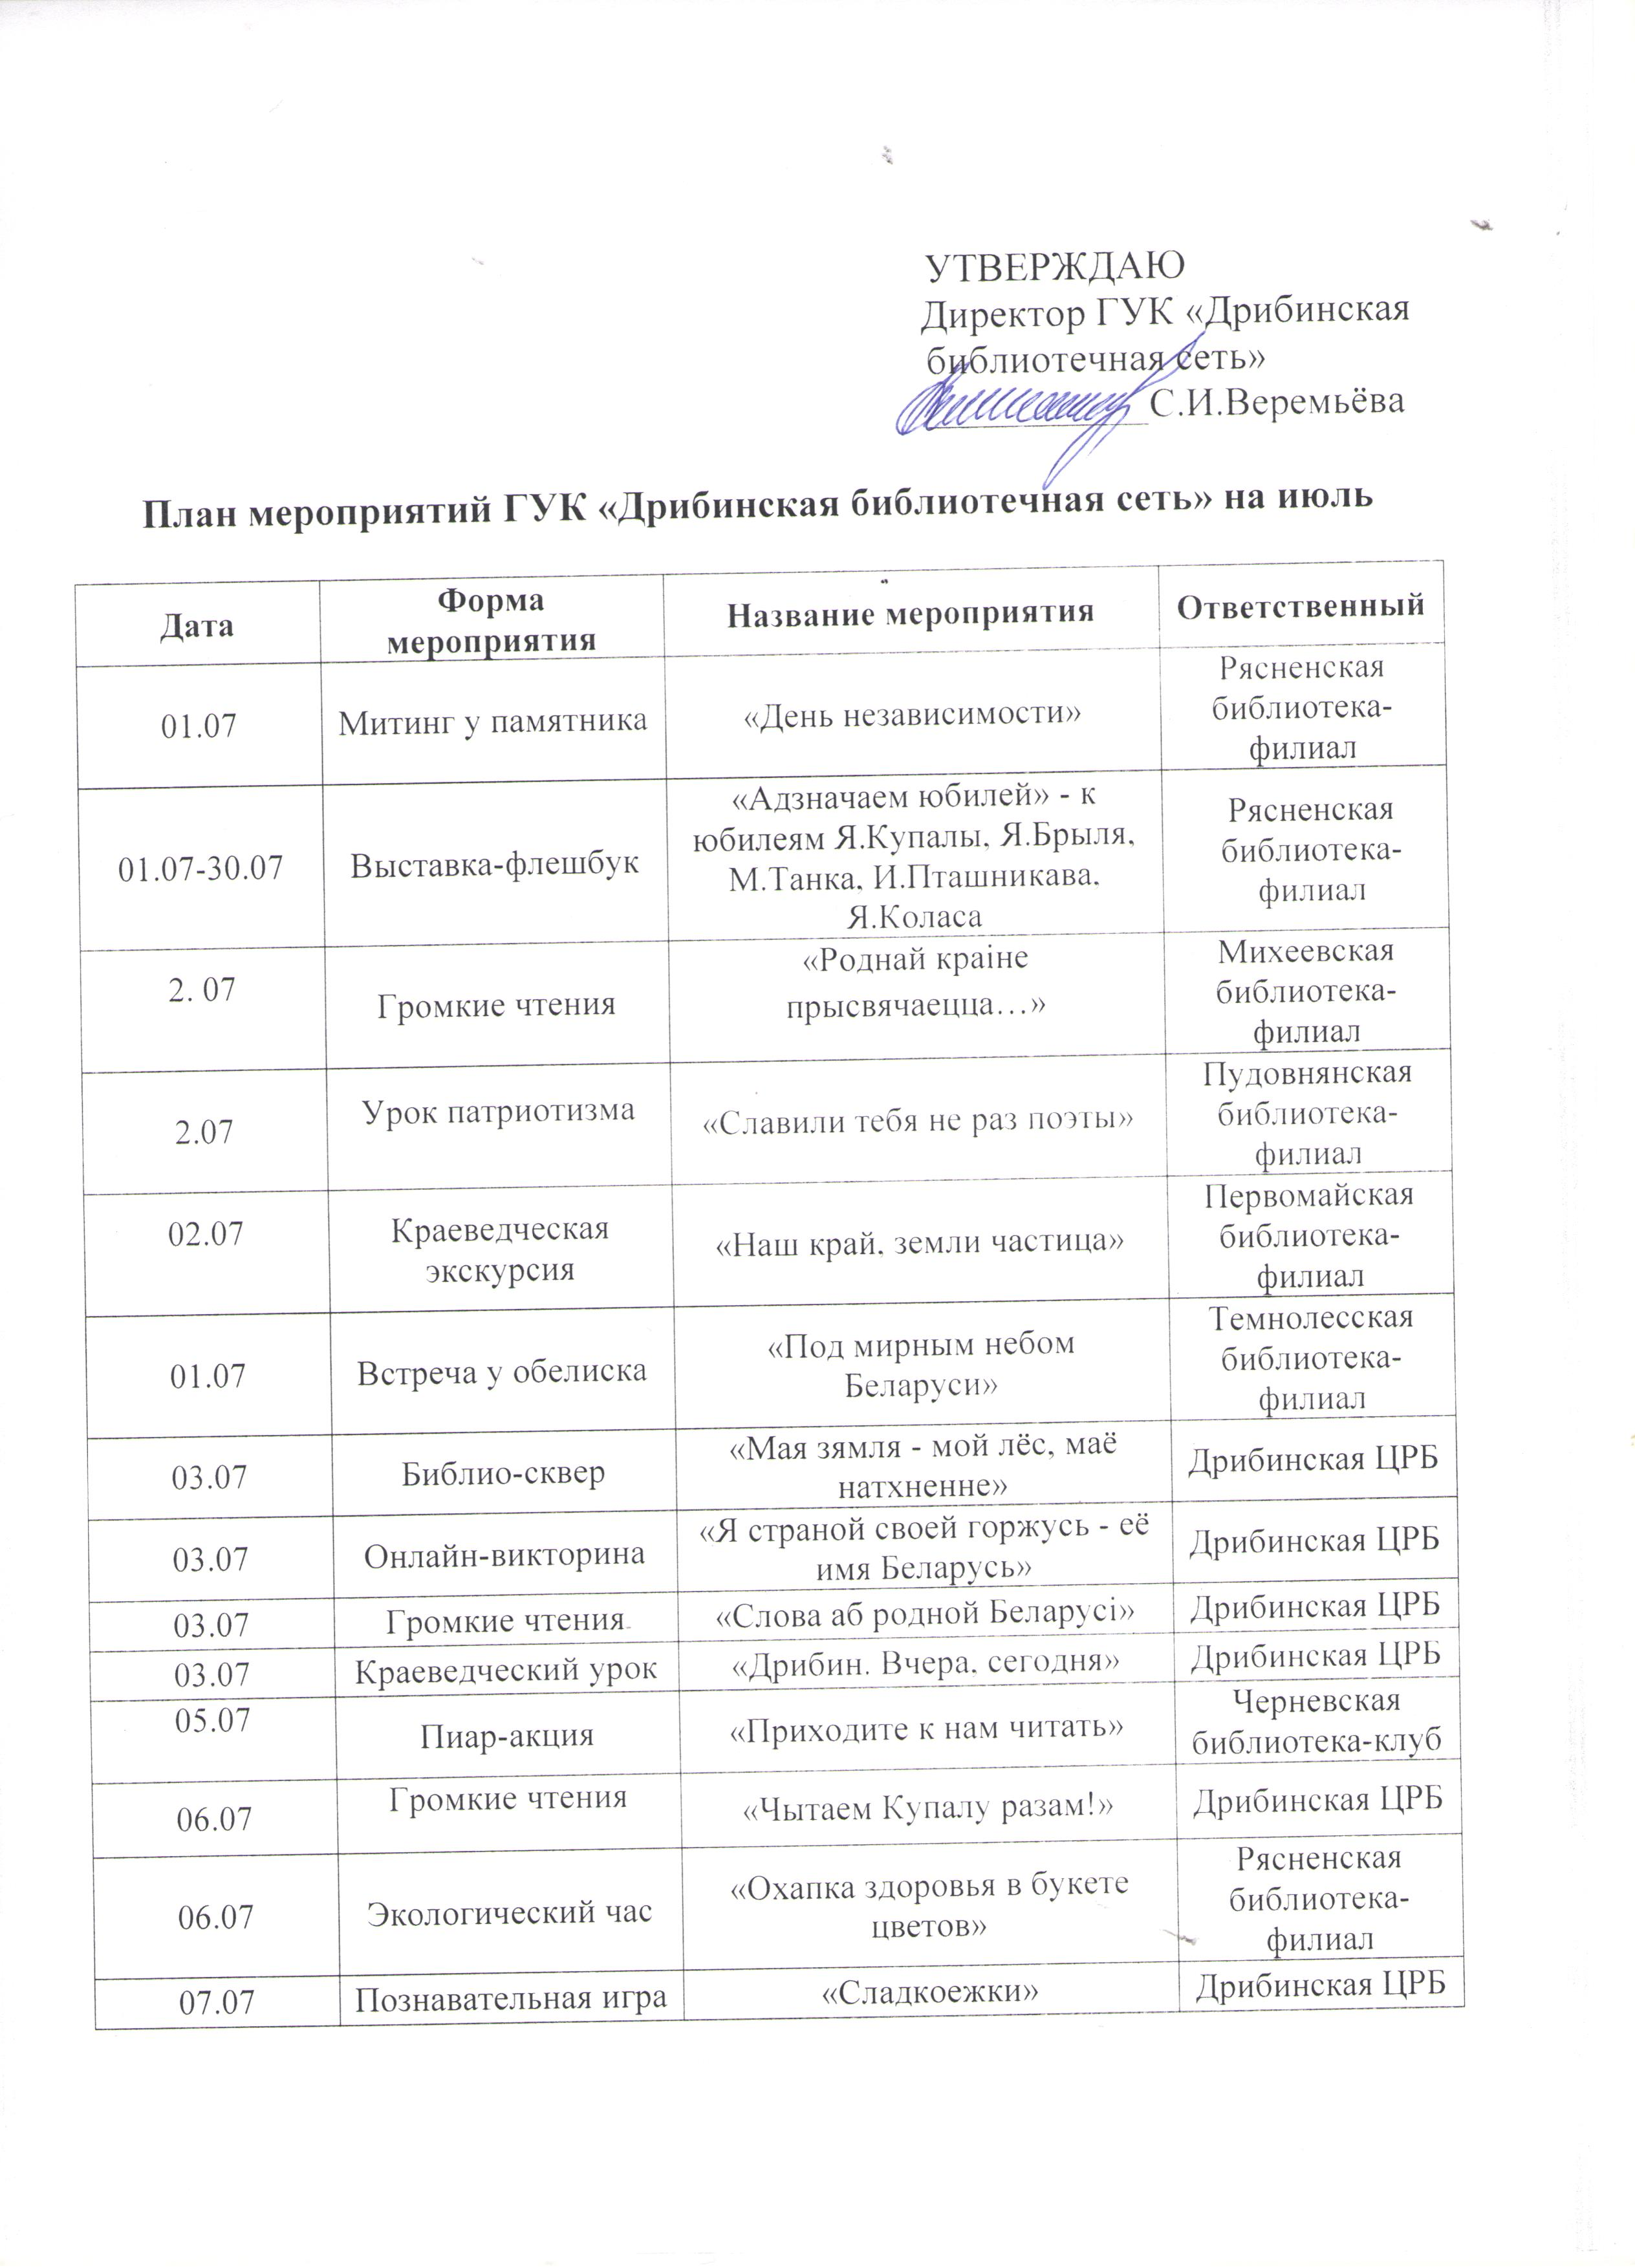 УТВЕРЖДАЮ
Директор ГУК «Дрибинская
библиотечная сеть»
С.И.Веремьёва
План мероприятий ГУК «Дрибинская библиотечная сеть» на июль
Дата
Форма
мероприятия
Название мероприятия
Ответственный
01.07
Митинг у памятника
«День независимости»
Рясненская
библиотека-
филиал
01.07-30.07
Выставка-флешбук
«Адзначаем юбилей» - к
юбилеям Я.Купалы, Я.Брыля,
М.Танка, И.Пташникава,
Я.Коласа
Рясненская
библиотека-
филиал
2. 07
Громкие чтения
«Роднай краіне
прысвячаецца...»
Михеевская
библиотека-
филиал
2.07
Урок патриотизма
«Славили тебя не раз поэты»
Пудовнянская
библиотека-
филиал
02.07
Краеведческая
экскурсия
«Наш край, земли частица»
Первомайская
библиотека-
филиал
01.07
Встреча у обелиска
«Под мирным небом
Беларуси»
Темнолесская
библиотека-
филиал
03.07
Библио-сквер
«Мая зямля - мой лёс, маё
натхненне»
Дрибинская ЦРБ
03.07
Онлайн-викторина
«Я страной своей горжусь - её
имя Беларусь»
Дрибинская ЦРБ
03.07
Громкие чтения
«Слова аб родной Беларусі»
Дрибинская ЦРБ
03.07
Краеведческий урок
«Дрибин. Вчера, сегодня»
Дрибинская ЦРБ
05.07
Пиар-акция
«Приходите к нам читать»
Черневская
библиотека-клуб
06.07
Громкие чтения
«Чытаем Купалу разам!»
Дрибинская ЦРБ
06.07
Экологический час
«Охапка здоровья в букете
цветов»
Рясненская
библиотека-
филиал
07.07
Познавательная игра
«Сладкоежки»
Дрибинская ЦРБ